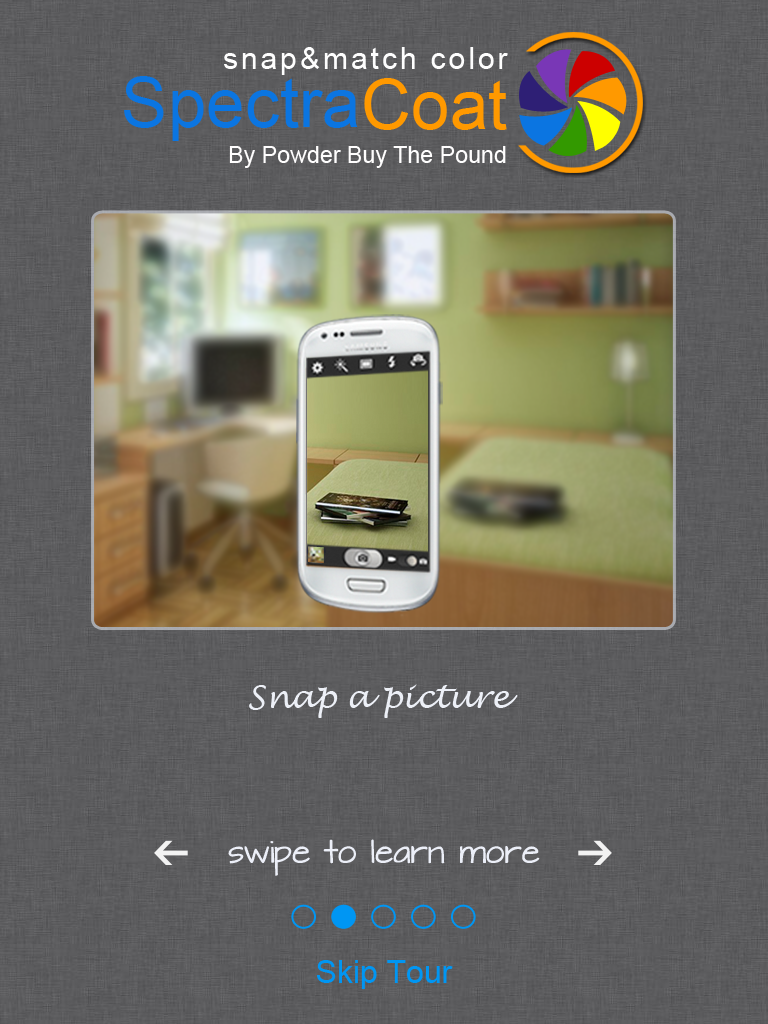 snap&match color
SpectraCoat
By Powder Buy The Pound
Snap a picture
swipe to learn more
Skip Tour